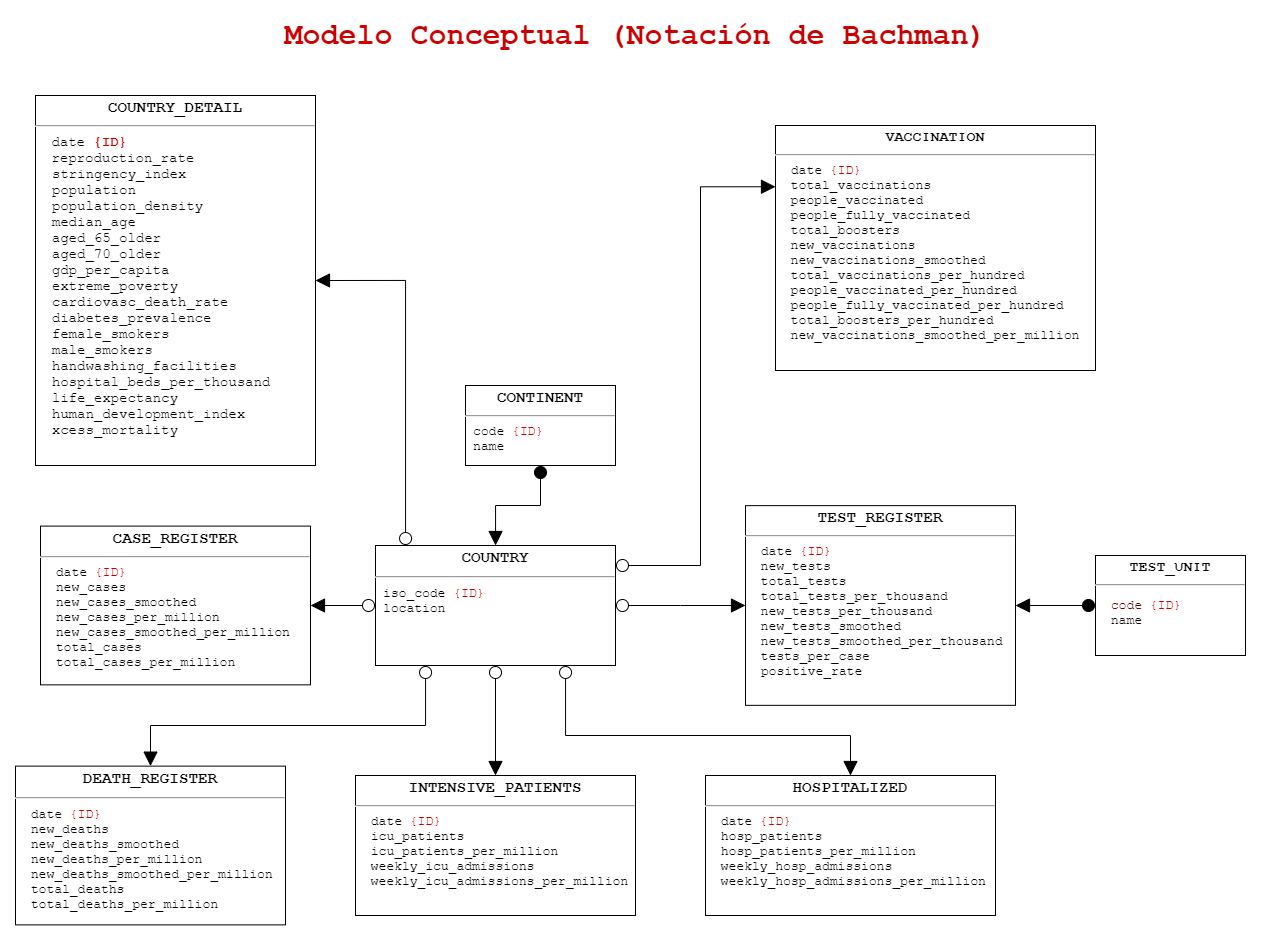 Modelo Conceptual (Notación de Bachman)
COUNTRY_DETAIL
date {ID}
reproduction_rate
stringency_index
population
population_density
median_age
aged_65_older
aged_70_older
gdp_per_capita
extreme_poverty
cardiovasc_death_rate
diabetes_prevalence
female_smokers
male_smokers
handwashing_facilities
hospital_beds_per_thousand
life_expectancy
human_development_index
xcess_mortality
VACCINATION
date {ID}
total_vaccinations
people_vaccinated
people_fully_vaccinated
total_boosters
new_vaccinations
new_vaccinations_smoothed
total_vaccinations_per_hundred
people_vaccinated_per_hundred
people_fully_vaccinated_per_hundred
total_boosters_per_hundred
new_vaccinations_smoothed_per_million
CONTINENT
code {ID}
name
CASE_REGISTER
date {ID}
new_cases
new_cases_smoothed
new_cases_per_million
new_cases_smoothed_per_million
total_cases
total_cases_per_million
COUNTRY
iso_code {ID}
location
TEST_REGISTER
date {ID}
new_tests
total_tests
total_tests_per_thousand
new_tests_per_thousand
new_tests_smoothed
new_tests_smoothed_per_thousand
tests_per_case
positive_rate
TEST_UNIT
code {ID}
name
DEATH_REGISTER
date {ID}
new_deaths
new_deaths_smoothed
new_deaths_per_million
new_deaths_smoothed_per_million
total_deaths
total_deaths_per_million
INTENSIVE_PATIENTS
date {ID}
icu_patients
icu_patients_per_million
weekly_icu_admissions
weekly_icu_admissions_per_million
HOSPITALIZED
date {ID}
hosp_patients
hosp_patients_per_million
weekly_hosp_admissions
weekly_hosp_admissions_per_million